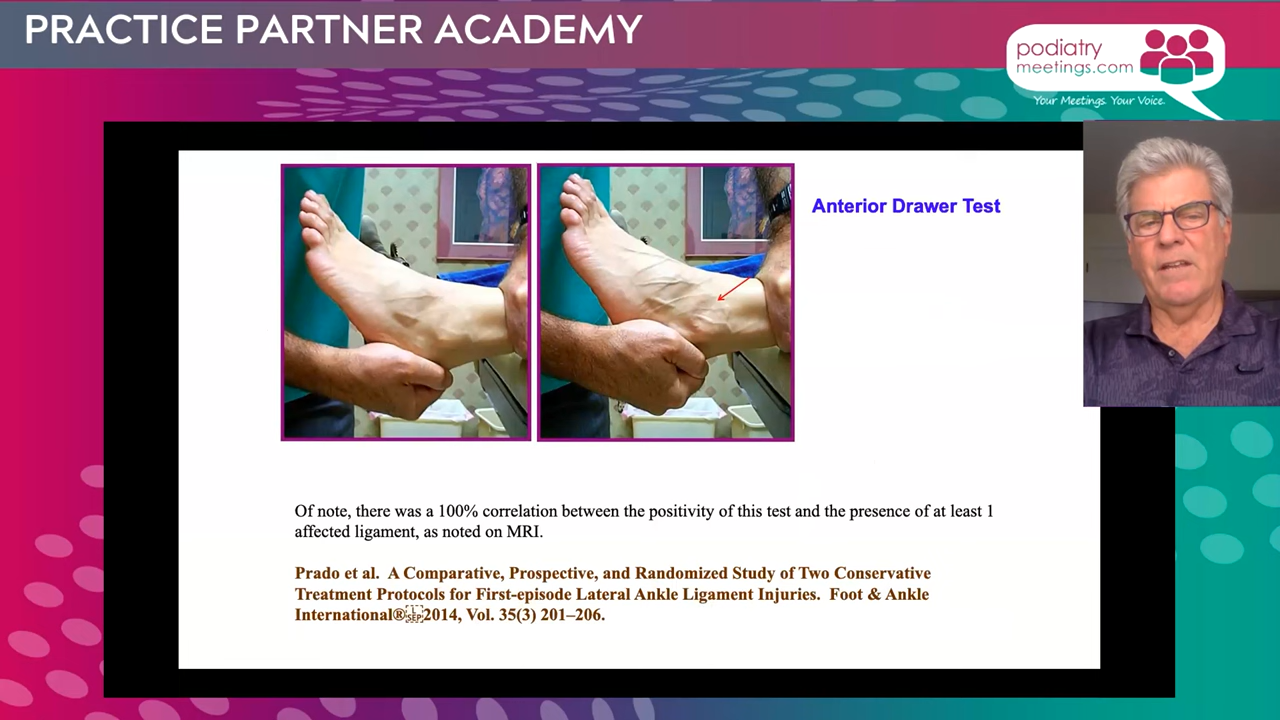 PRACTICE PARTNER ACADEMY
podiatry
meetings.com
Your Meetings. Your Voice.
Anterior Drawer Test
Of note, there was a 100% correlation between the positivity of this test and the presence of at least 1
affected ligament, as noted on MRI.
Prado et al. A Comparative, Prospective, and Randomized Study of Two Conservative
Treatment Protocols for First-episode Lateral Ankle Ligament Injuries. Foot & Ankle
International®SEP2014, Vol. 35(3) 201–206.